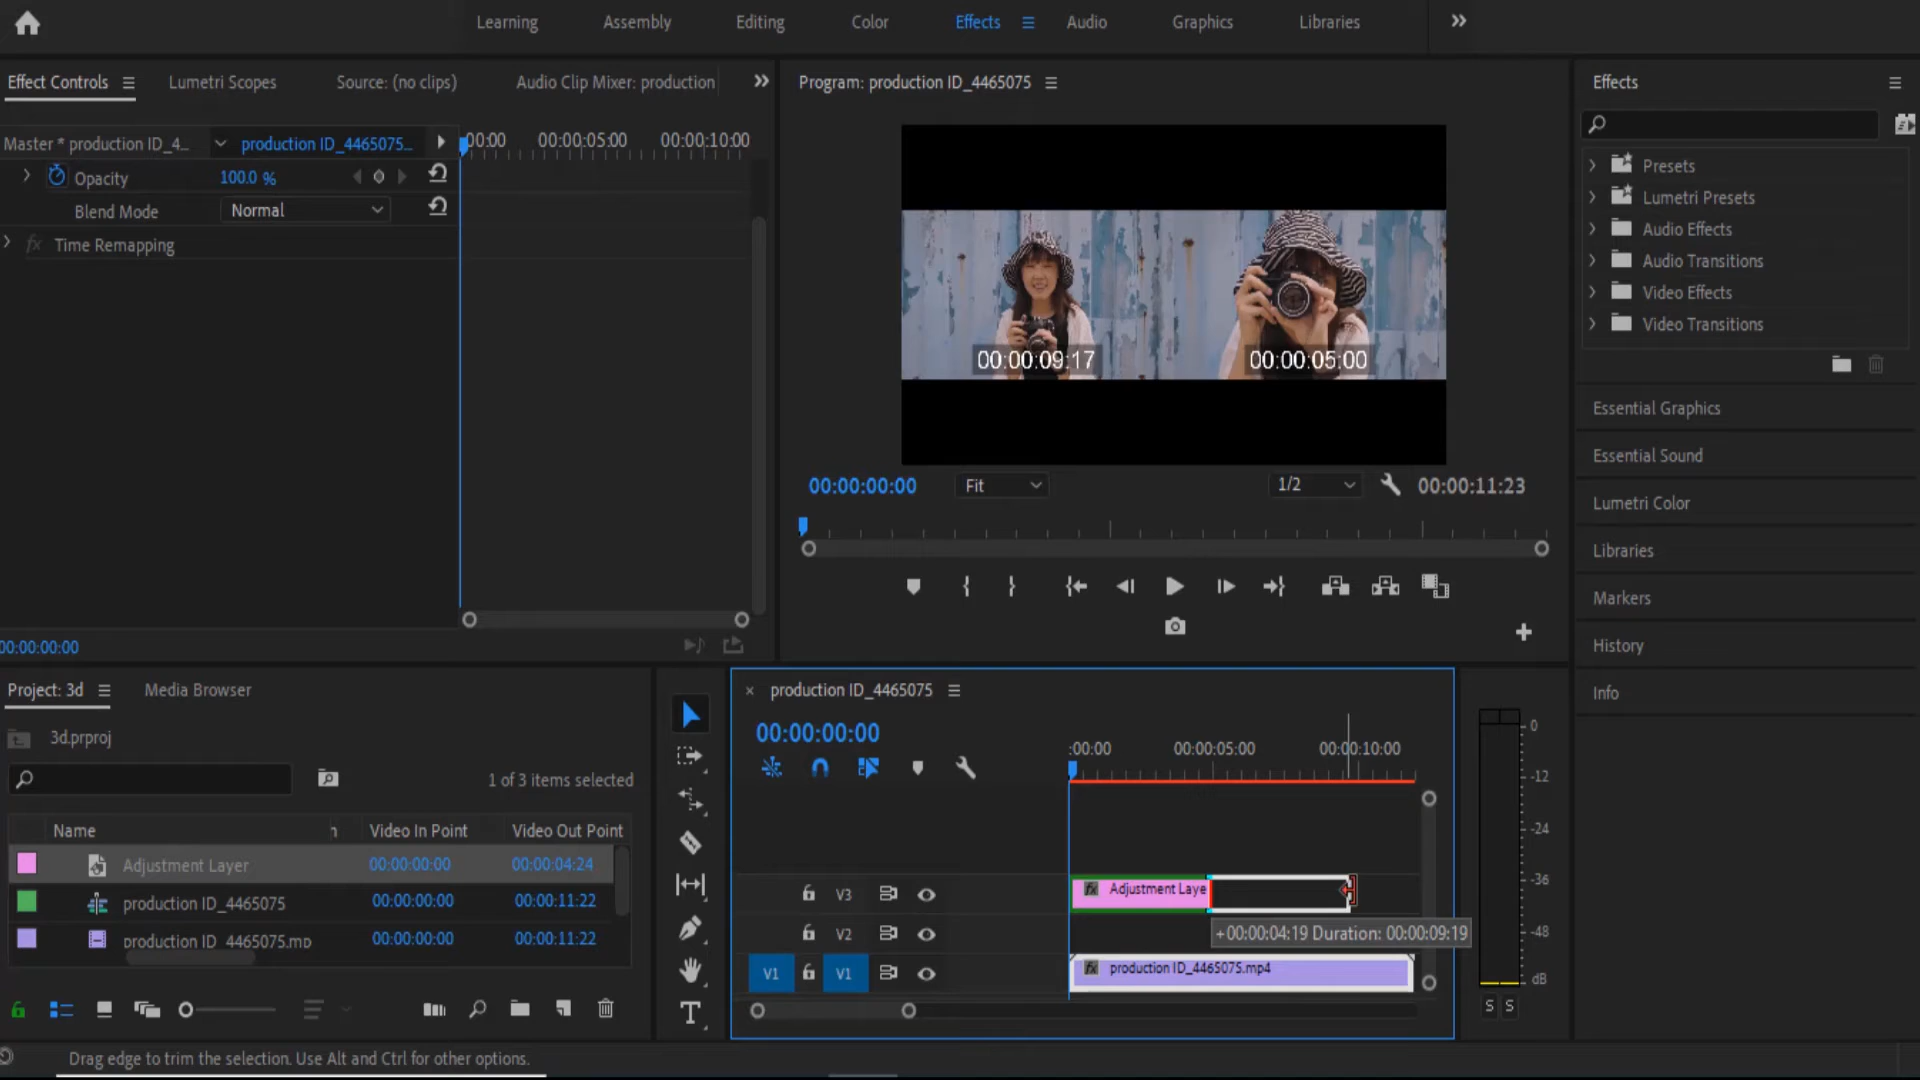 Learning Assembly Editing Color Effects Audio Graphics Libraries
Effect Controls Lumetri Scopes Source: (no clips) Audio Clip Mixer: production
Master * production ID_4... production ID_4465075...
:00:00 00:00:05:00 00:00:10:00
Opacity 100.0 %
Blend Mode Normal
fx Time Remapping
00:00:00:00
Program: production ID_4465075
00:00:09:17 00:00:05:00
00:00:00:00 Fit 1/2 00:00:11:23
Effects
Presets
Lumetri Presets
Audio Effects
Audio Transitions
Video Effects
Video Transitions
Essential Graphics
Essential Sound
Lumetri Color
Libraries
Markers
History
Info
Project: 3d Media Browser
3d.prproj
1 of 3 items selected
Name Video In Point Video Out Point
Adjustment Layer 00:00:00:00 00:00:04:24
production ID_4465075 00:00:00:00 00:00:11:22
production ID_4465075.mp 00:00:00:00 00:00:11:22
T
production ID_4465075
00:00:00:00
:00:00 00:00:05:00 00:00:10:00
V3 fx Adjustment Laye
V2 +00:00:04:19 Duration: 00:00:09:19
V1 V1 fx production ID_4465075.mp4
0
-12
-24
-36
-48
dB
S S
Drag edge to trim the selection. Use Alt and Ctrl for other options.